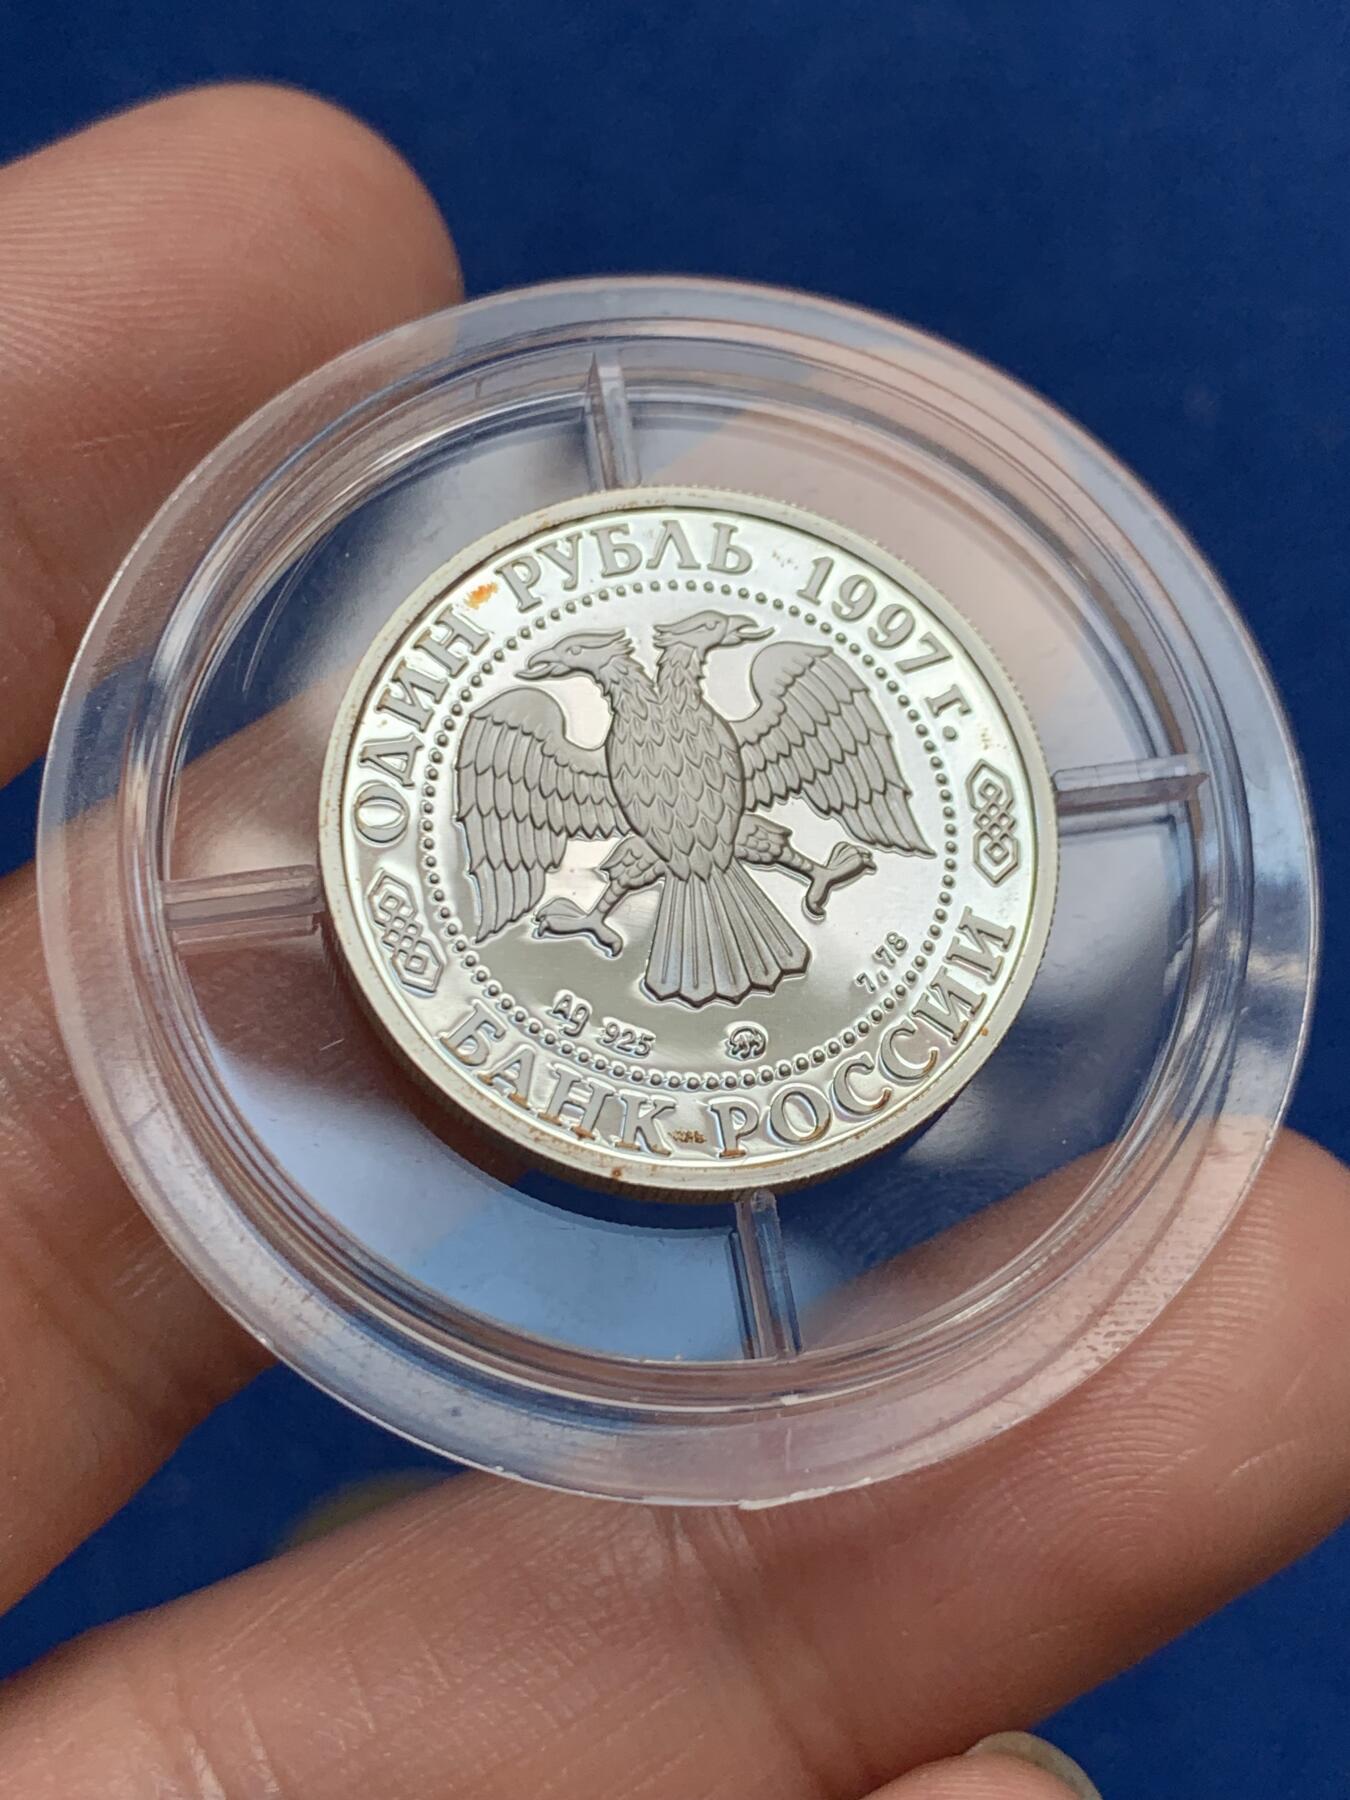 ОДИН РУБЛЬ 1997 г.
Ag 925
7,78
БАНК РОССИИ